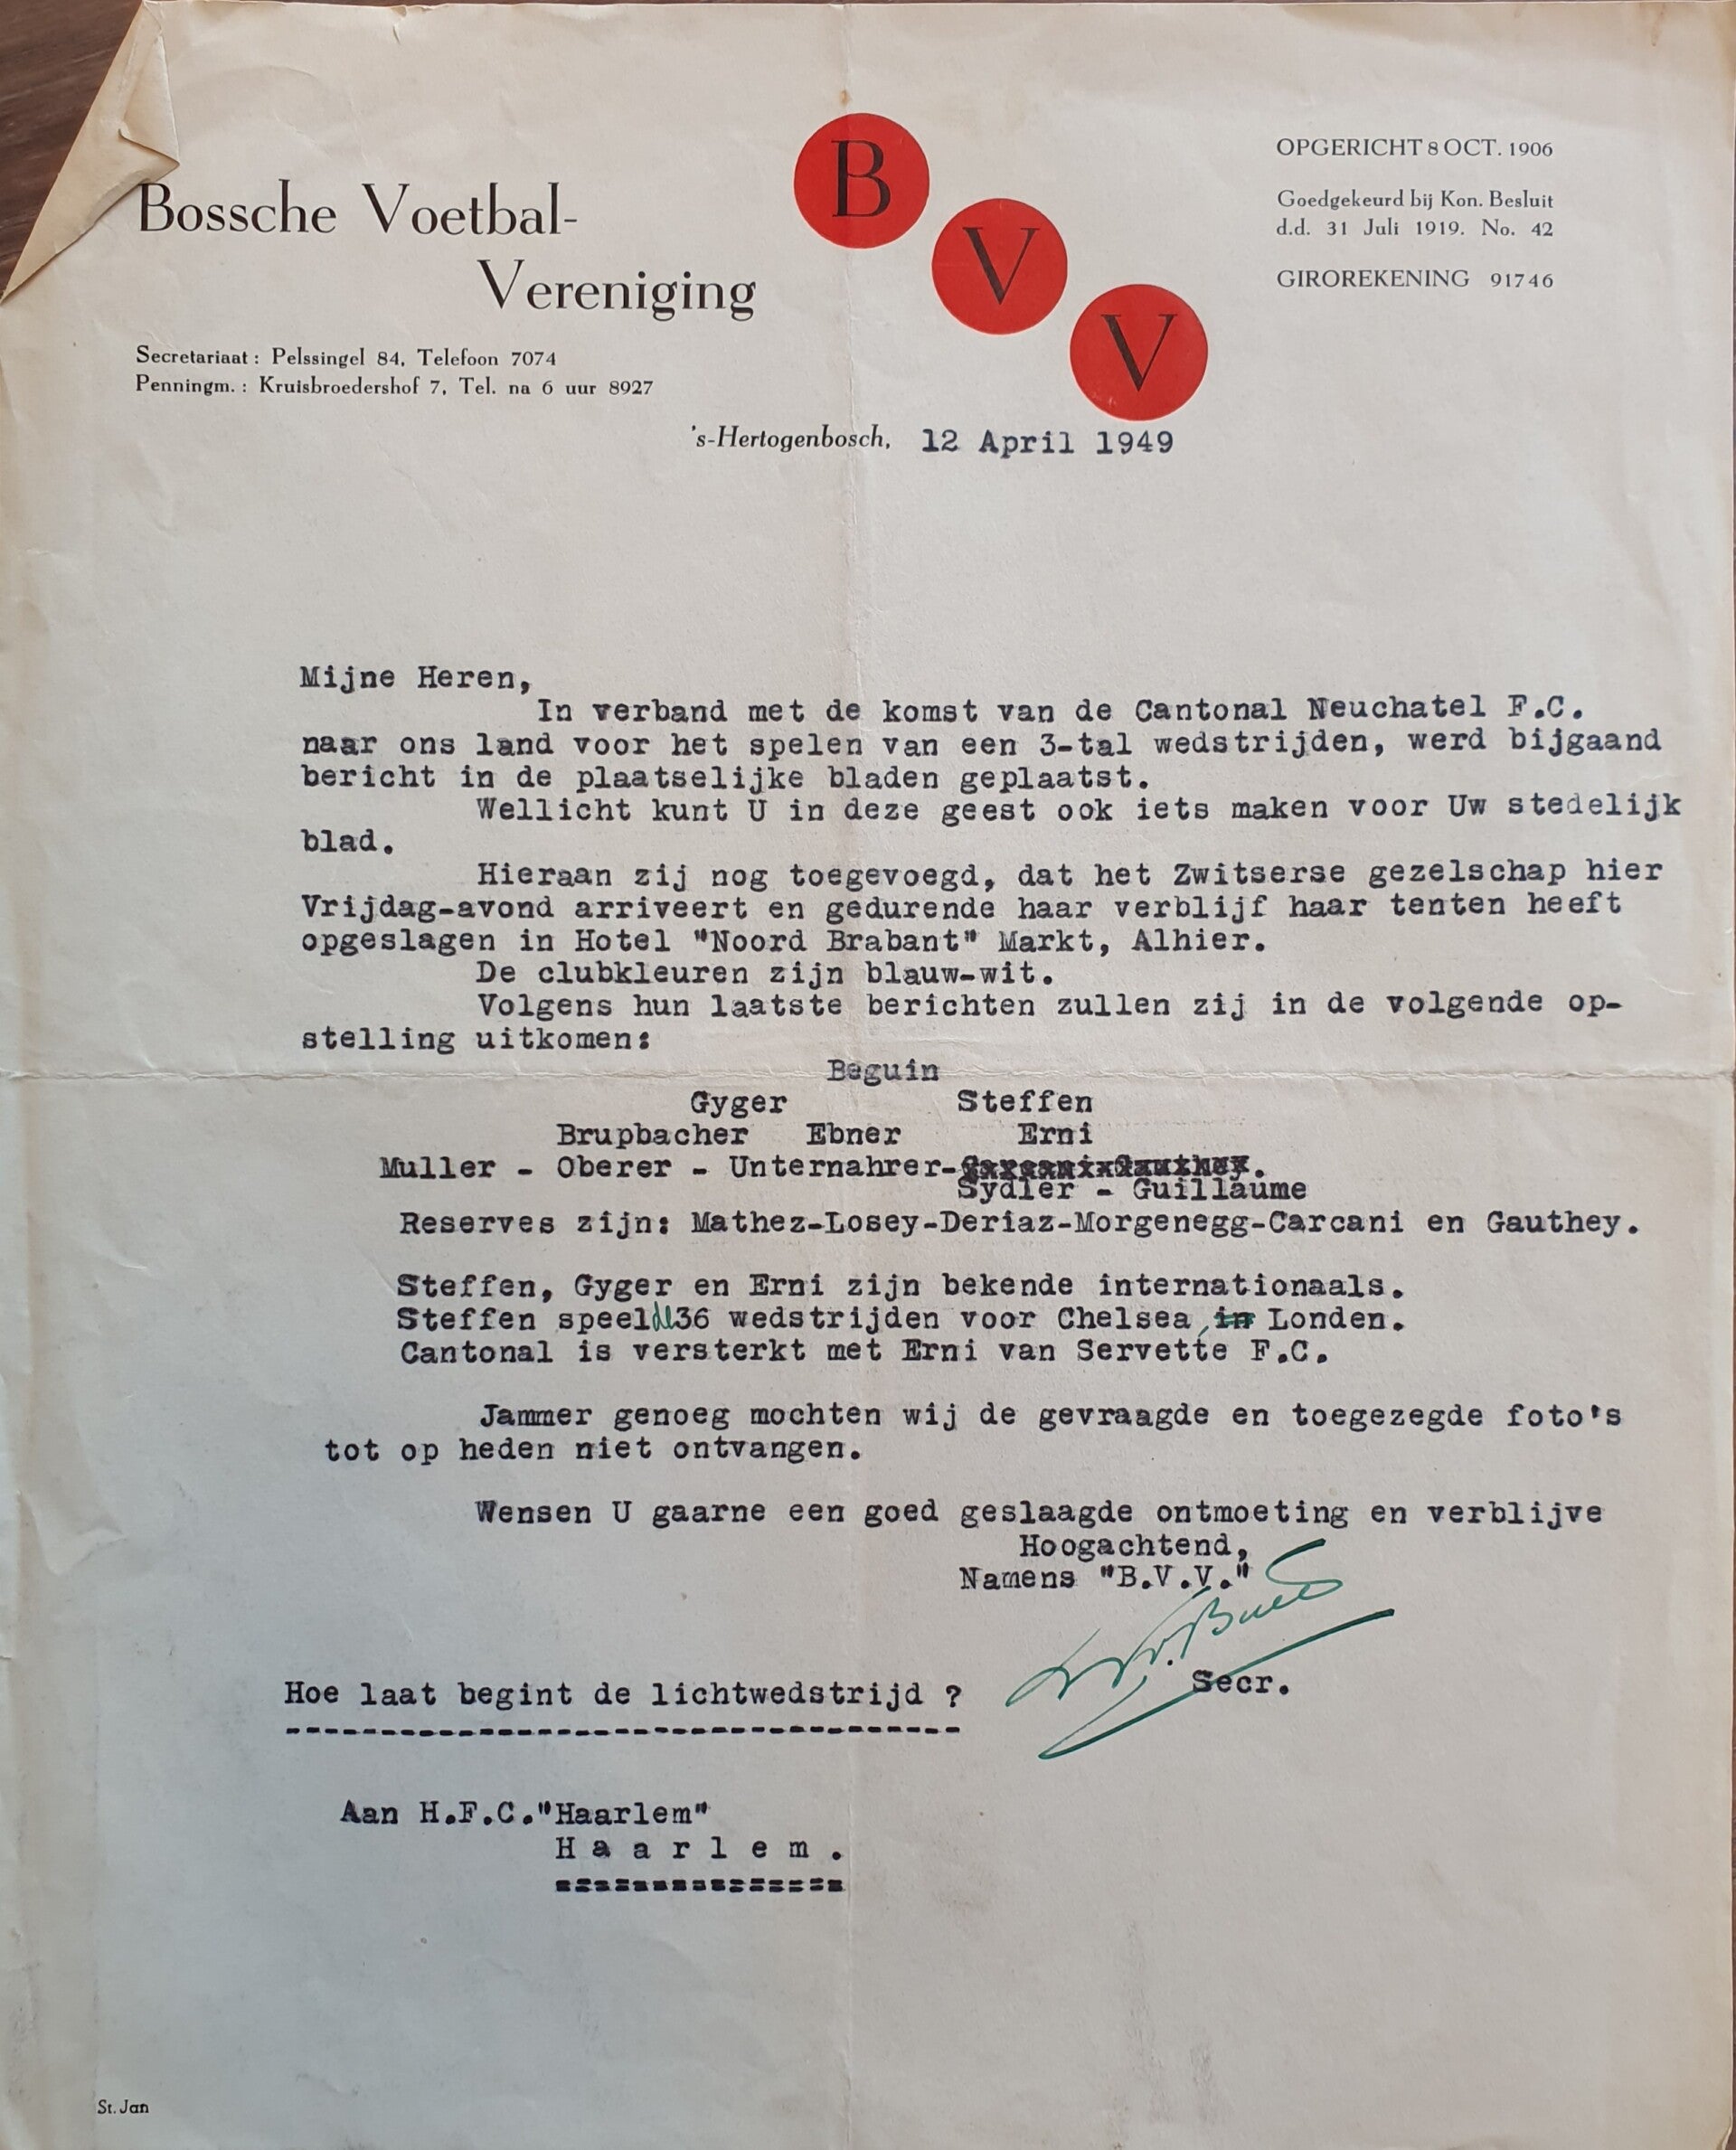 Bossche Voetbal-
Vereniging
B
V
V
OPGERICHT 8 OCT. 1906
Goedgekeurd bij Kon. Besluit
d.d. 31 Juli 1919. No. 42
GIROREKENING 91746
Secretariaat : Pelssingel 84, Telefoon 7074
Penningm. : Kruisbroedershof 7, Tel. na 6 uur 8927
's-Hertogenbosch, 12 April 1949
Mijne Heren,
In verband met de komst van de Cantonal Neuchatel F.C.
naar ons land voor het spelen van een 3-tal wedstrijden, werd bijgaand
bericht in de plaatselijke bladen geplaatst.
Wellicht kunt U in deze geest ook iets maken voor Uw stedelijk
blad.
Hieraan zij nog toegevoegd, dat het Zwitserse gezelschap hier
Vrijdag-avond arriveert en gedurende haar verblijf haar tenten heeft
opgeslagen in Hotel "Noord Brabant" Markt, Alhier.
De clubkleuren zijn blauw-wit.
Volgens hun laatste berichten zullen zij in de volgende op-
stelling uitkomen:
Beguin
Gyger Steffen
Brupbacher Ebner Erni
Muller - Oberer - Unternahrer-Carcani-Gauthey.
Sydler - Guillaume
Reserves zijn: Mathez-Losey-Deriaz-Morgenegg-Carcani en Gauthey.
Steffen, Gyger en Erni zijn bekende internationaals.
Steffen speelde 36 wedstrijden voor Chelsea, in Londen.
Cantonal is versterkt met Erni van Servette F.C.
Jammer genoeg mochten wij de gevraagde en toegezegde foto's
tot op heden niet ontvangen.
Wensen U gaarne een goed geslaagde ontmoeting en verblijve
Hoogachtend,
Namens "B.V.V."
Secr.
Hoe laat begint de lichtwedstrijd ?
Aan H.F.C."Haarlem"
H a a r l e m .
St. Jan